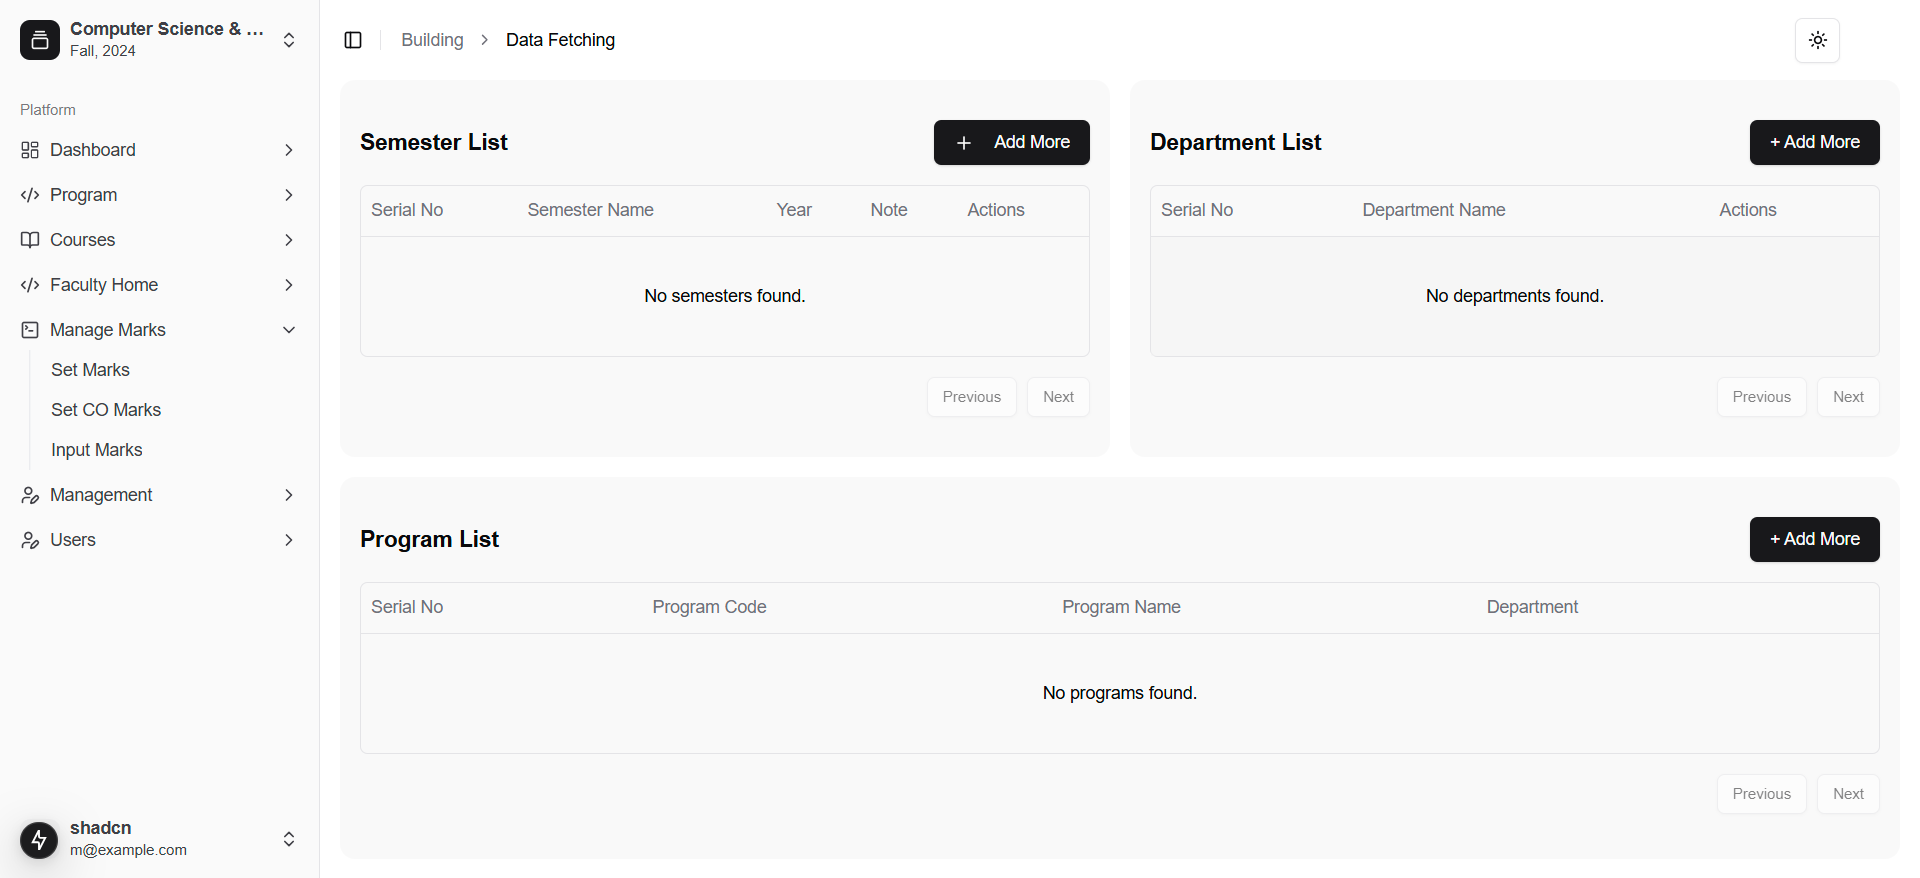 Computer Science & ...
Fall, 2024
Platform
Dashboard
Program
Courses
Faculty Home
Manage Marks
Set Marks
Set CO Marks
Input Marks
Management
Users
shadcn
m@example.com
Building > Data Fetching
Semester List
+ Add More
Serial No Semester Name Year Note Actions
No semesters found.
Previous Next
Department List
+ Add More
Serial No Department Name Actions
No departments found.
Previous Next
Program List
+ Add More
Serial No Program Code Program Name Department
No programs found.
Previous Next